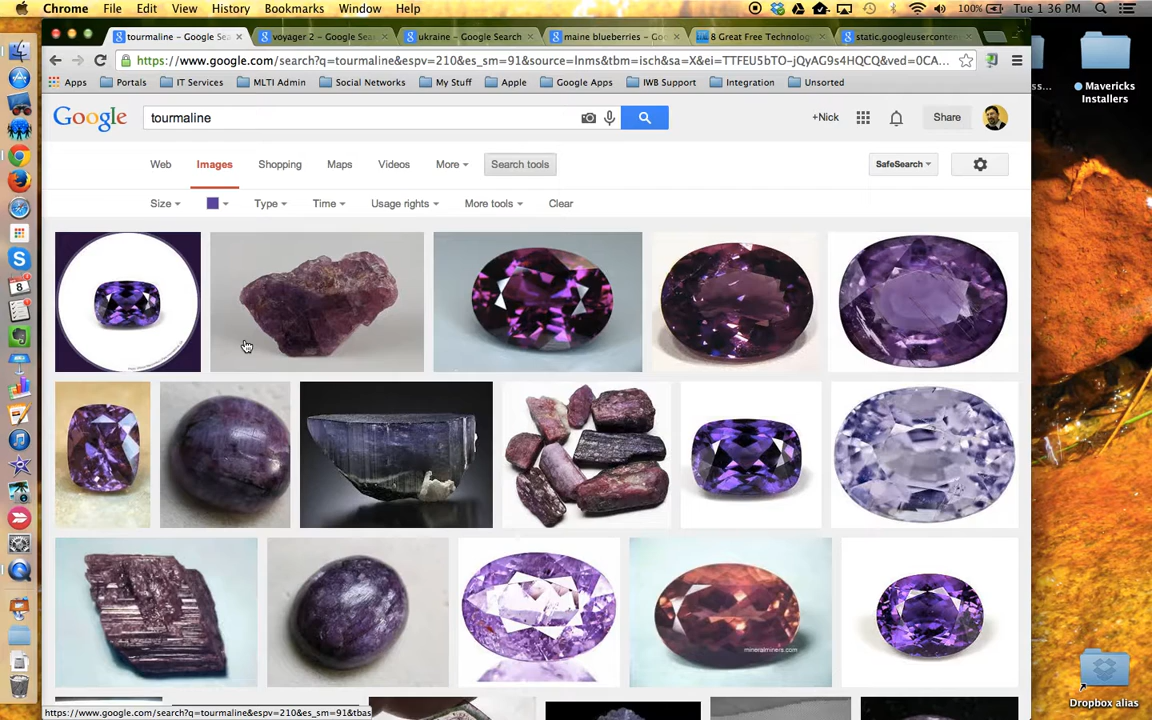 Chrome File Edit View History Bookmarks Window Help 100% Tue 1:36 PM
tourmaline – Google Sea voyager 2 – Google Seas ukraine – Google Search maine blueberries – Goo 8 Great Free Technolog static.googleuserconten
https://www.google.com/search?q=tourmaline&espv=210&es_sm=91&source=lnms&tbm=isch&sa=X&ei=TTFEU5bTO-jQyAG9s4HQCQ&ved=0CA...
Apps Portals IT Services MLTI Admin Social Networks My Stuff Google Apps IWB Support Integration Unsorted
Mavericks
Installers
Google tourmaline +Nick Share
Web Images Shopping Maps Videos More Search tools SafeSearch
Size Type Time Usage rights More tools Clear
8
mineralminers.com
Dropbox alias
https://www.google.com/search?q=tourmaline&espv=210&es_sm=91&tbas